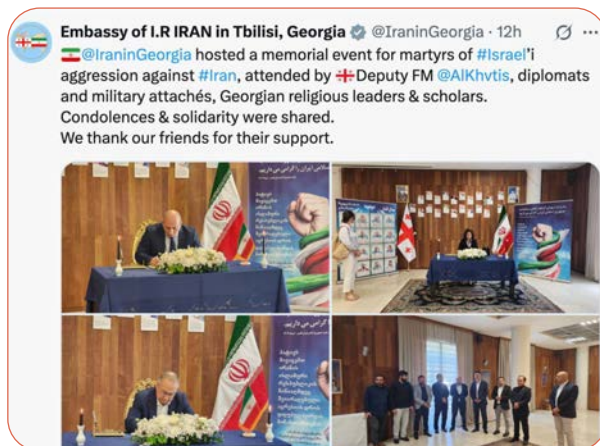 Embassy of I.R IRAN in Tbilisi, Georgia @IraninGeorgia · 12h
@IraninGeorgia hosted a memorial event for martyrs of #Israel'i
aggression against #Iran, attended by Deputy FM @AlKhvtis, diplomats
and military attachés, Georgian religious leaders & scholars.
Condolences & solidarity were shared.
We thank our friends for their support.